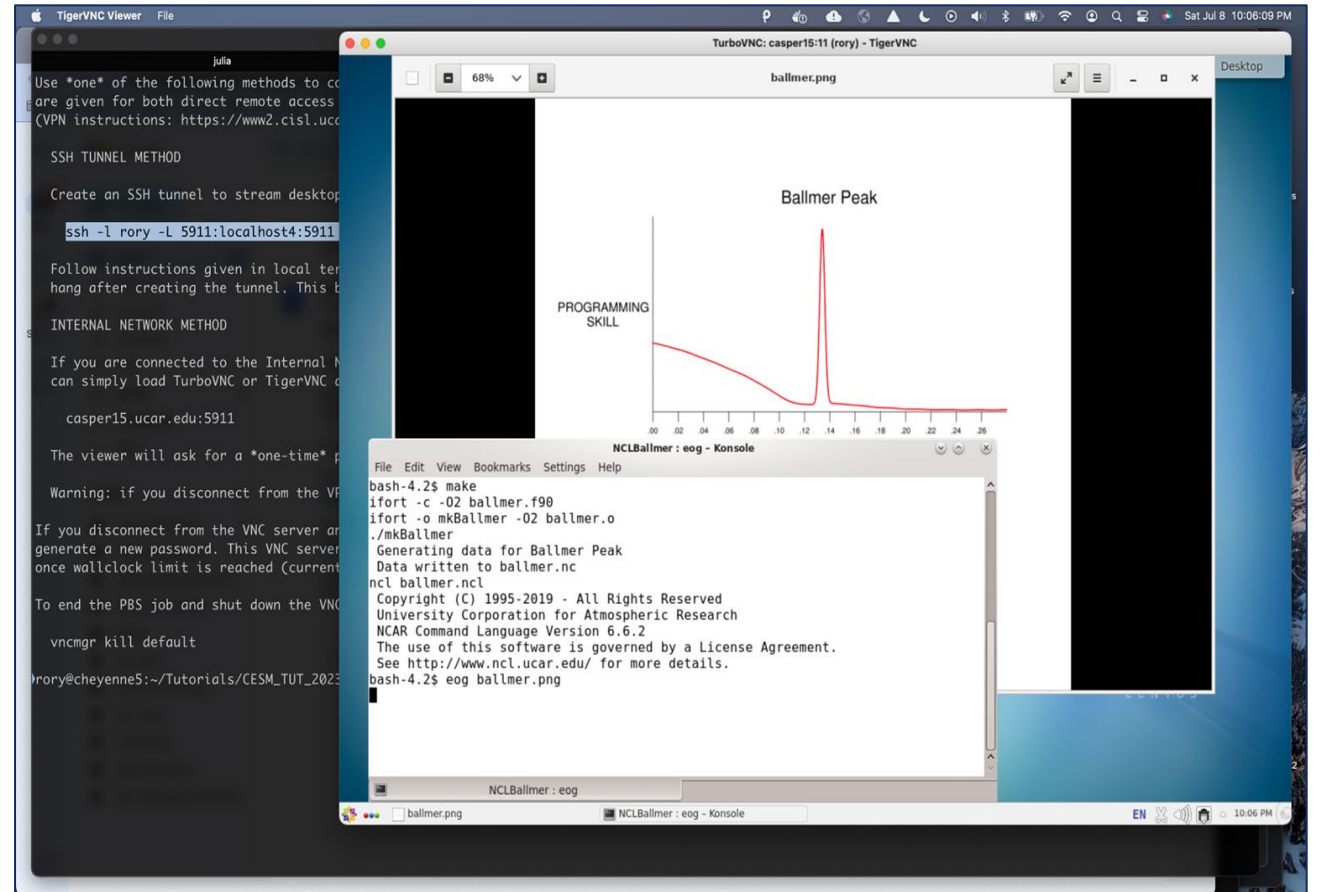 TigerVNC Viewer File
Sat Jul 8 10:06:09 PM
julia
Use *one* of the following methods to
are given for both direct remote access
(VPN instructions: https://www2.cisl.
SSH TUNNEL METHOD
Create an SSH tunnel to stream desktop
ssh -l rory -L 5911:localhost4:5911
Follow instructions given in local
hang after creating the tunnel. This
INTERNAL NETWORK METHOD
If you are connected to the Internal
can simply load TurboVNC or TigerVNC
casper15.ucar.edu:5911
The viewer will ask for a *one-time*
Warning: if you disconnect from the
If you disconnect from the VNC server
generate a new password. This VNC server
once wallclock limit is reached (current
To end the PBS job and shut down the
vncmgr kill default
rory@cheyenne5:~/Tutorials/CESM_TUT_2023
TurboVNC: casper15:11 (rory) - TigerVNC
68%
ballmer.png
Desktop
Ballmer Peak
PROGRAMMING
SKILL
.00 .02 .04 .06 .08 .10 .12 .14 .16 .18 .20 .22 .24 .26
NCLBallmer : eog - Konsole
File Edit View Bookmarks Settings Help
bash-4.2$ make
ifort -c -O2 ballmer.f90
ifort -o mkBallmer -O2 ballmer.o
./mkBallmer
Generating data for Ballmer Peak
Data written to ballmer.nc
ncl ballmer.ncl
Copyright (C) 1995-2019 - All Rights Reserved
University Corporation for Atmospheric Research
NCAR Command Language Version 6.6.2
The use of this software is governed by a License Agreement.
See http://www.ncl.ucar.edu/ for more details.
bash-4.2$ eog ballmer.png
NCLBallmer : eog
ballmer.png
NCLBallmer : eog - Konsole
EN
10:06 PM